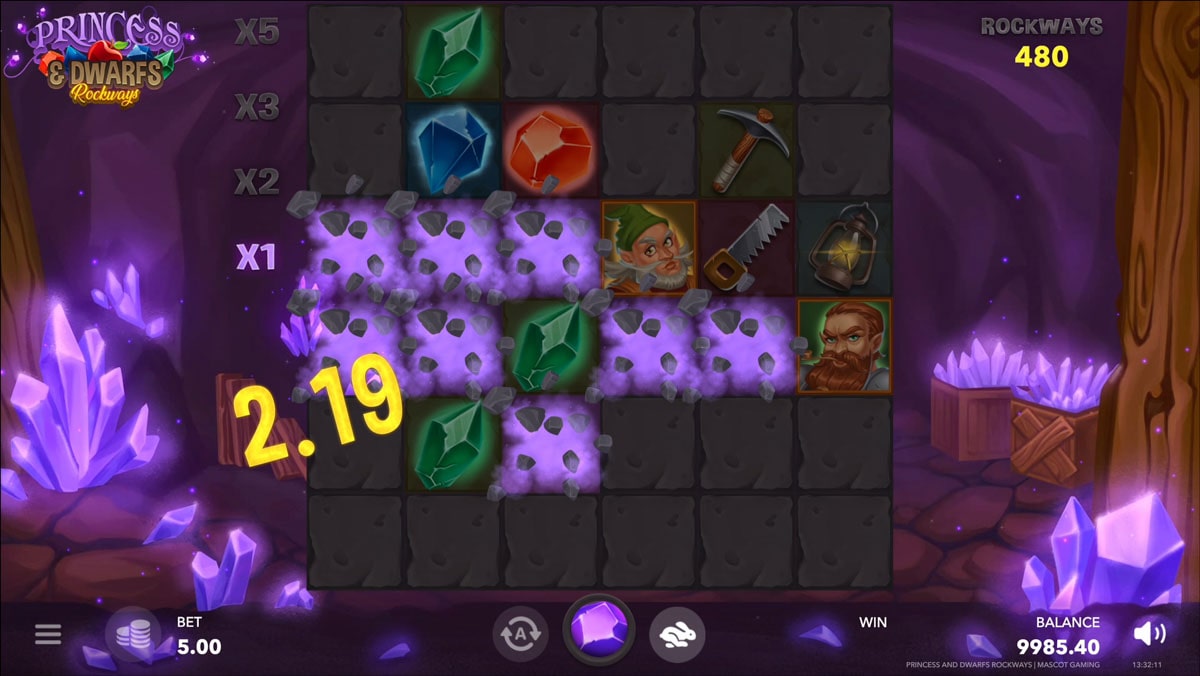 PRINCESS
& DWARFS
Rockways
X5
X3
X2
X1
ROCKWAYS
480
2.19
BET
5.00
A
WIN
BALANCE
9985.40
PRINCESS AND DWARFS ROCKWAYS | MASCOT GAMING
13:32:11